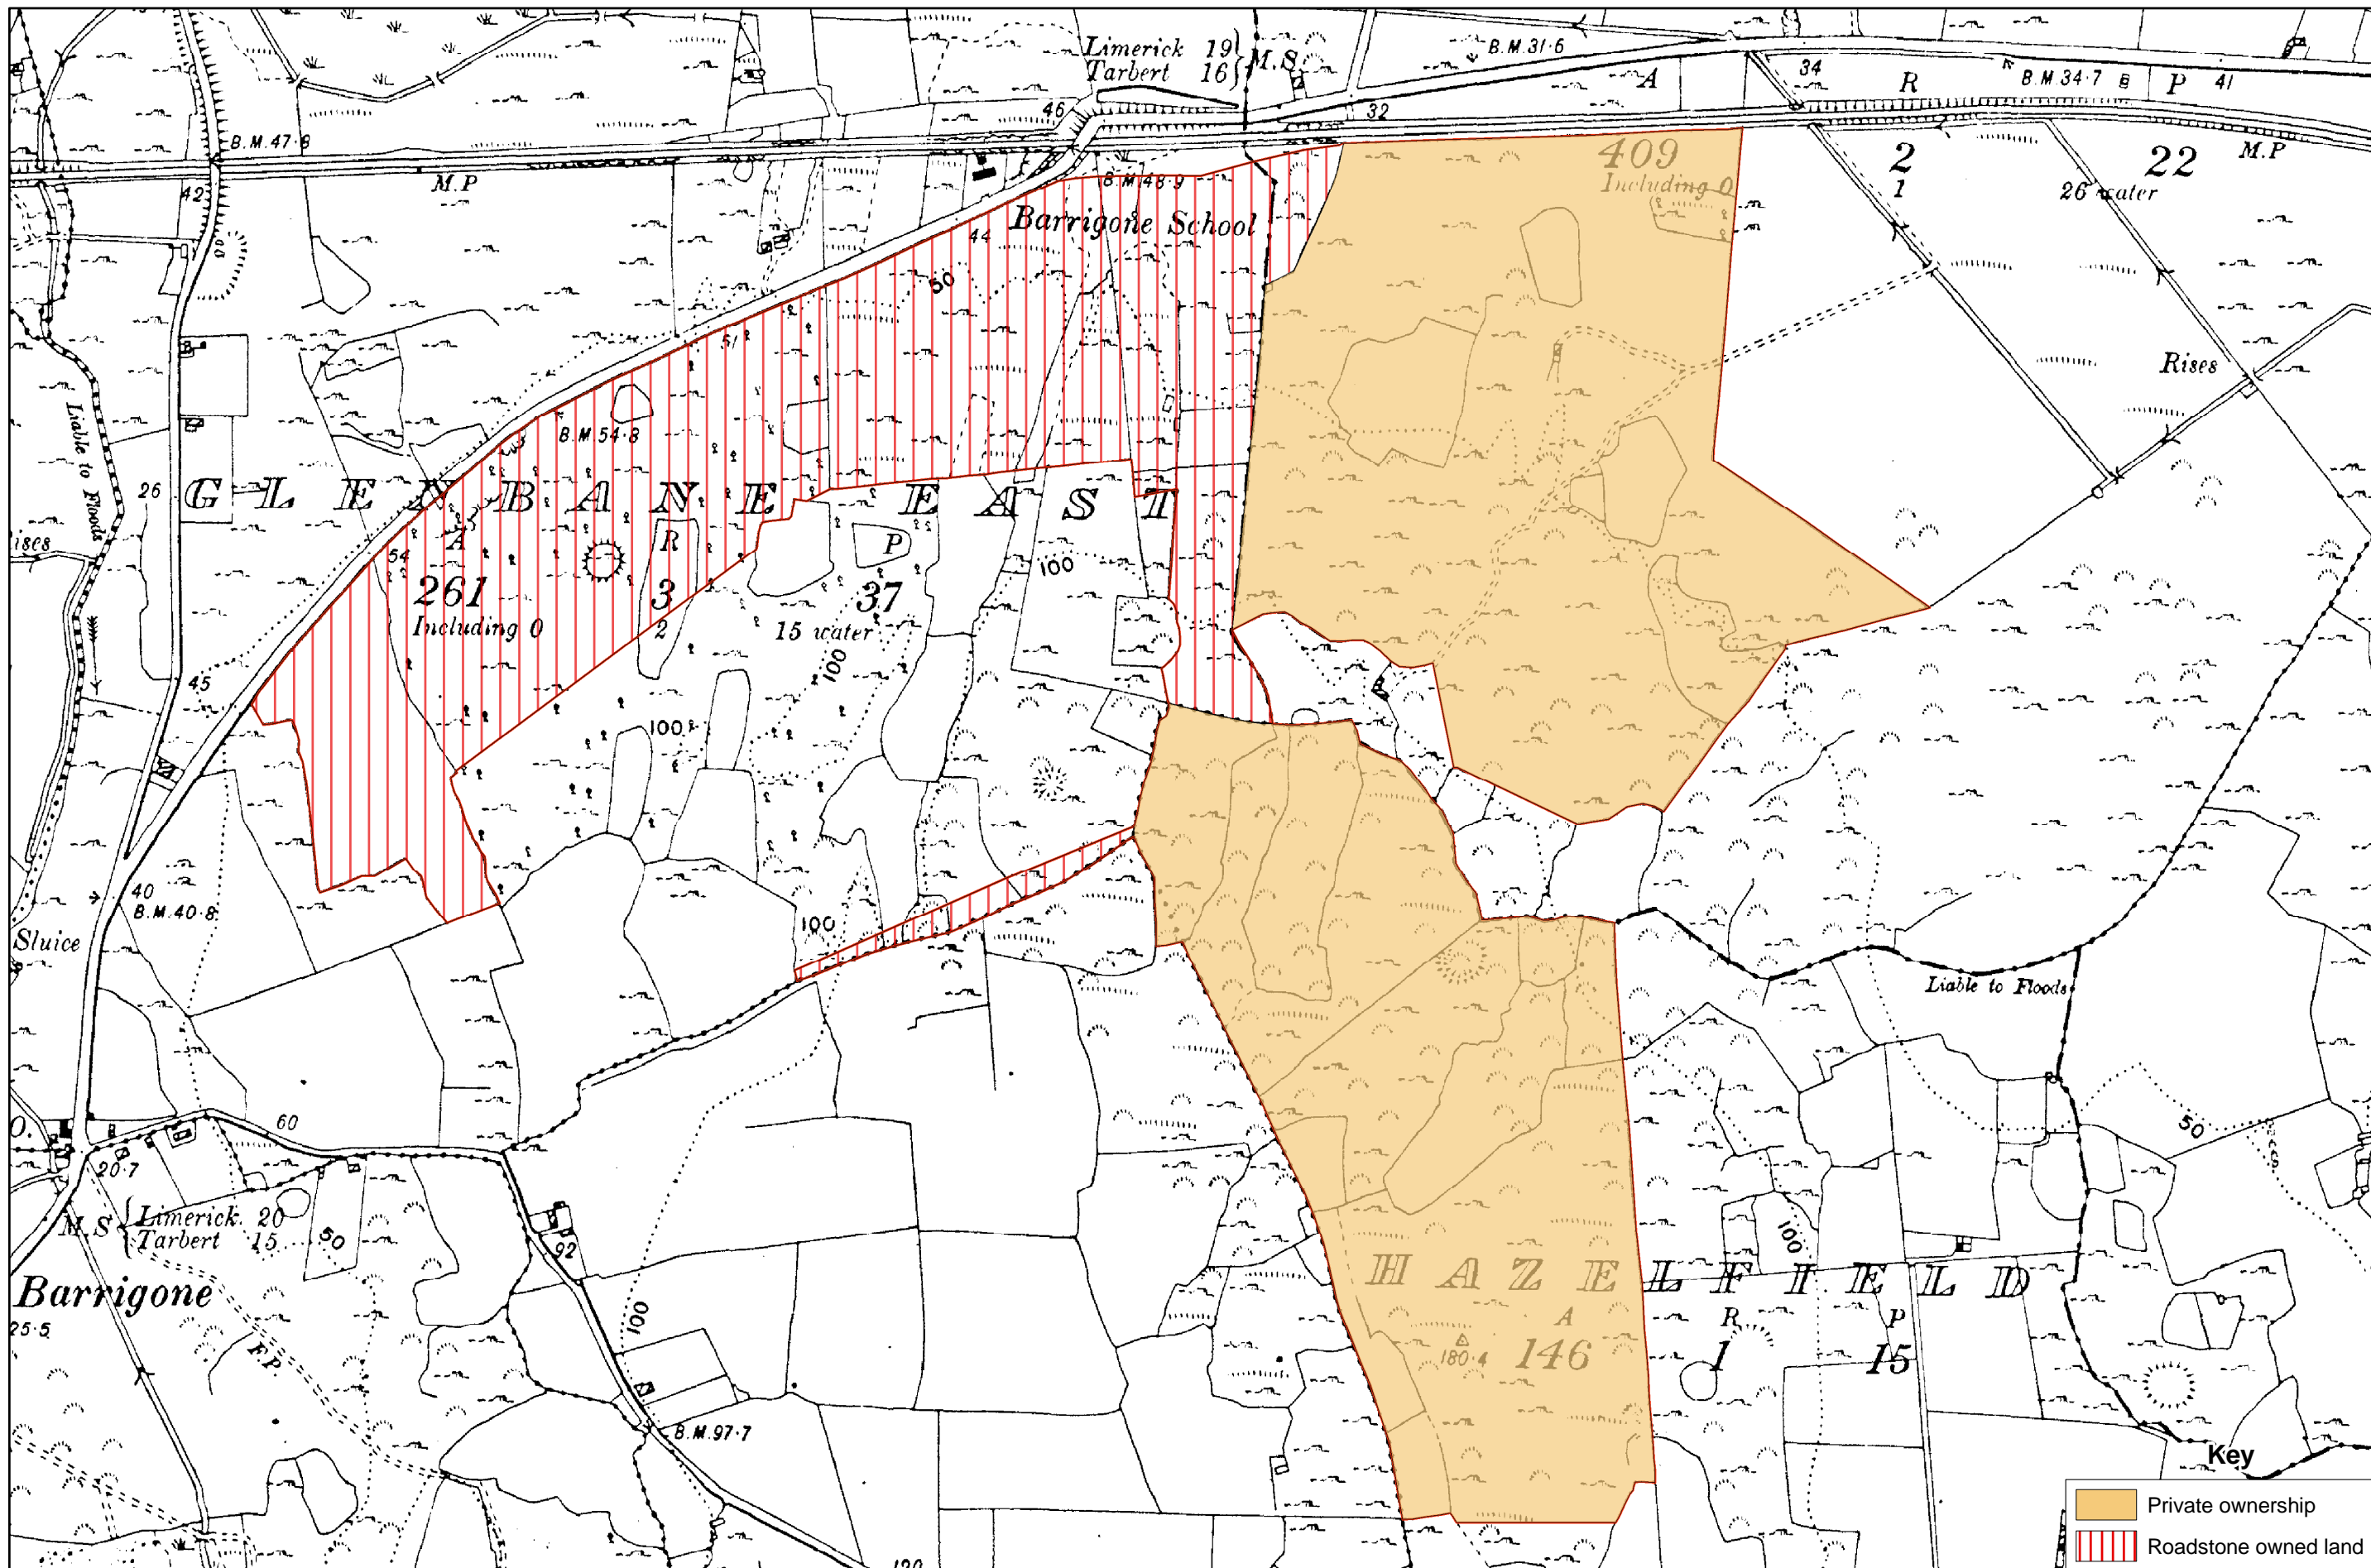 Limerick 19
Tarbert 16
M.S.
B.M.31·6
A
34
R
B.M.34·7
P
41
46
32
B.M.47·8
42
M.P
B.M.48·9
409
Including 0
2
1
22
26 water
M.P
Barrigone School
44
50
51
Rises
Liable to Floods
B.M.54·8
26
GLENBANE EAST
54
A
R
P
100
261
3
37
Including 0
2
15 water
100
45
100
40
B.M.40·8
Sluice
100
Liable to Floods
60
20·7
50
M.S
Limerick. 20
Tarbert 15
50
92
100
100
HAZELFIELD
Barrigone
25·5
F.P.
A
R
P
180·4
146
1
15
B.M.97·7
Key
Private ownership
Roadstone owned land